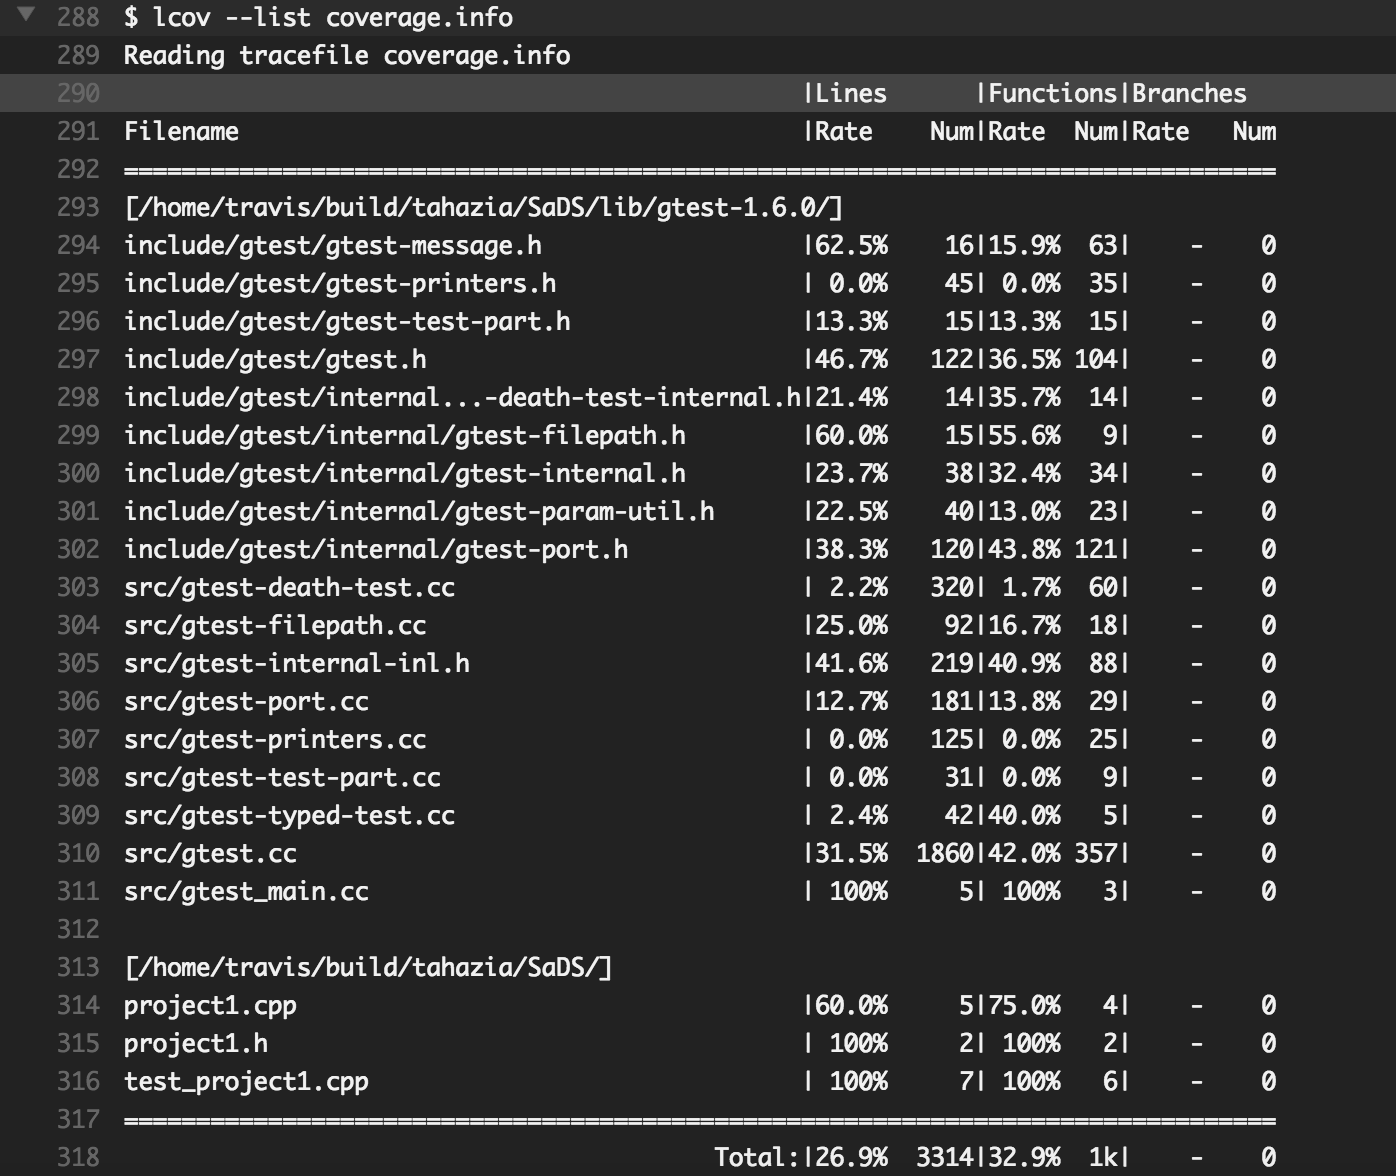 288 $ lcov --list coverage.info
289 Reading tracefile coverage.info
290 |Lines |Functions|Branches
291 Filename |Rate Num|Rate Num|Rate Num
292 ================================================================================
293 [/home/travis/build/tahazia/SaDS/lib/gtest-1.6.0/]
294 include/gtest/gtest-message.h |62.5% 16|15.9% 63| - 0
295 include/gtest/gtest-printers.h | 0.0% 45| 0.0% 35| - 0
296 include/gtest/gtest-test-part.h |13.3% 15|13.3% 15| - 0
297 include/gtest/gtest.h |46.7% 122|36.5% 104| - 0
298 include/gtest/internal...-death-test-internal.h|21.4% 14|35.7% 14| - 0
299 include/gtest/internal/gtest-filepath.h |60.0% 15|55.6% 9| - 0
300 include/gtest/internal/gtest-internal.h |23.7% 38|32.4% 34| - 0
301 include/gtest/internal/gtest-param-util.h |22.5% 40|13.0% 23| - 0
302 include/gtest/internal/gtest-port.h |38.3% 120|43.8% 121| - 0
303 src/gtest-death-test.cc | 2.2% 320| 1.7% 60| - 0
304 src/gtest-filepath.cc |25.0% 92|16.7% 18| - 0
305 src/gtest-internal-inl.h |41.6% 219|40.9% 88| - 0
306 src/gtest-port.cc |12.7% 181|13.8% 29| - 0
307 src/gtest-printers.cc | 0.0% 125| 0.0% 25| - 0
308 src/gtest-test-part.cc | 0.0% 31| 0.0% 9| - 0
309 src/gtest-typed-test.cc | 2.4% 42|40.0% 5| - 0
310 src/gtest.cc |31.5% 1860|42.0% 357| - 0
311 src/gtest_main.cc | 100% 5| 100% 3| - 0
312
313 [/home/travis/build/tahazia/SaDS/]
314 project1.cpp |60.0% 5|75.0% 4| - 0
315 project1.h | 100% 2| 100% 2| - 0
316 test_project1.cpp | 100% 7| 100% 6| - 0
317 ================================================================================
318 Total:|26.9% 3314|32.9% 1k| - 0